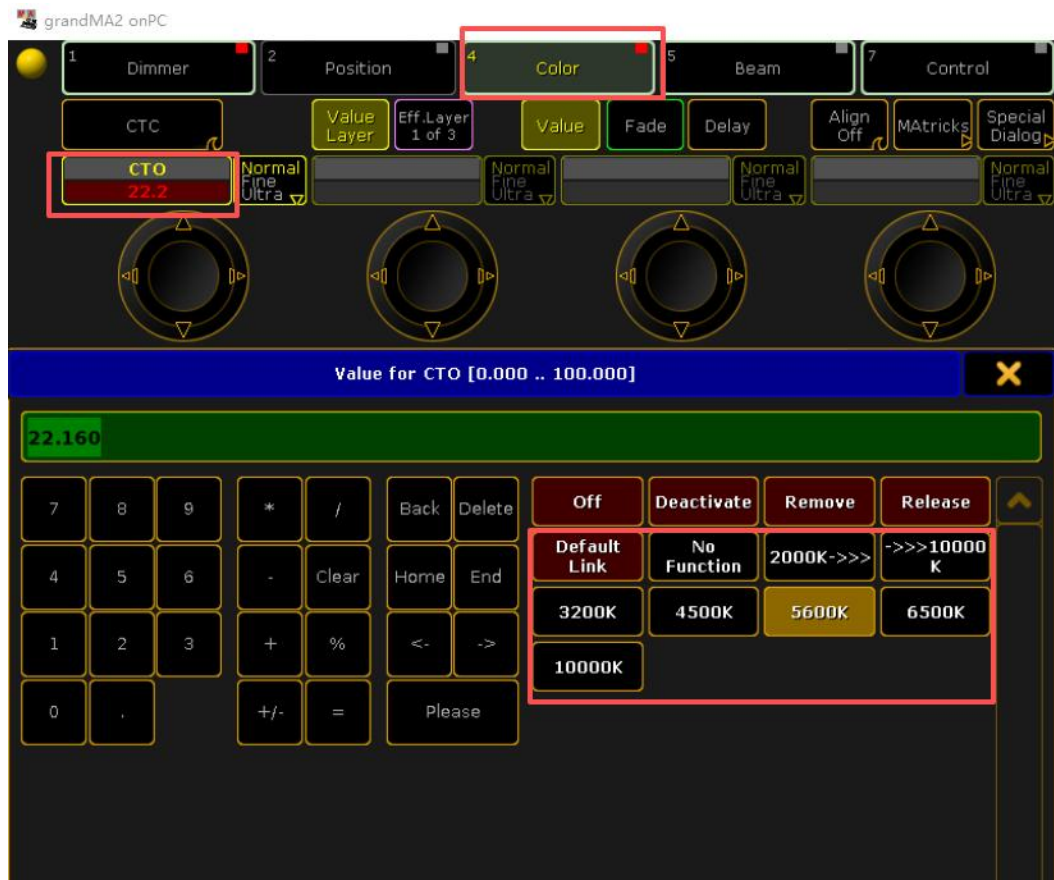 grandMA2 onPC
1 Dimmer 2 Position 4 Color 5 Beam 7 Control
CTC Value Layer Eff.Layer 1 of 3 Value Fade Delay Align Off MAtricks Special Dialog
CTO
22.2
Normal
Fine
Ultra
Normal
Fine
Ultra
Normal
Fine
Ultra
Normal
Fine
Ultra
Value for CTO [0.000 .. 100.000]
22.160
7 8 9 * / Back Delete Off Deactivate Remove Release
4 5 6 - Clear Home End Default Link No Function 2000K->>> ->>>10000K
3200K 4500K 5600K 6500K
1 2 3 + % <- -> 10000K
0 . +/- = Please